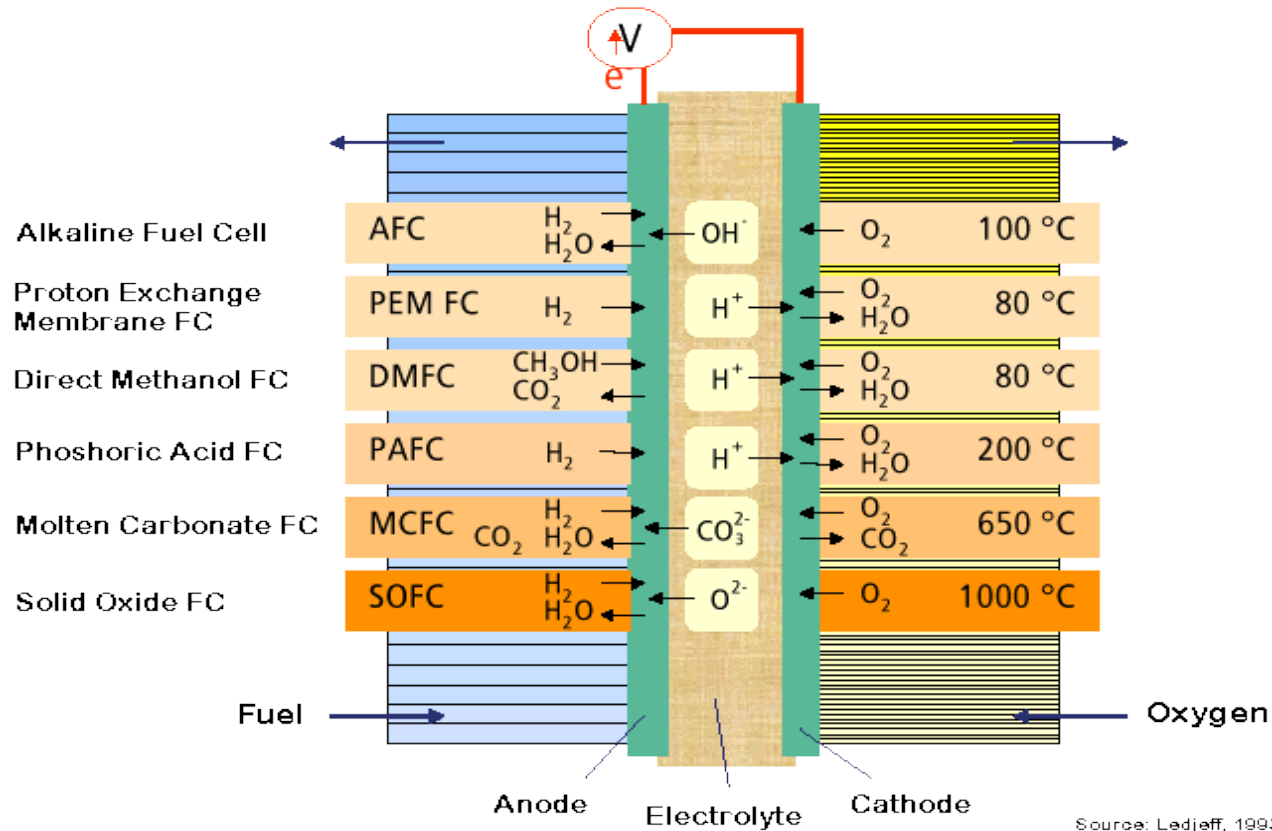 V
e⁻
Alkaline Fuel Cell AFC H₂ H₂O OH⁻ O₂ 100 °C
Proton Exchange
Membrane FC PEM FC H₂ H⁺ O₂ H₂O 80 °C
Direct Methanol FC DMFC CH₃OH CO₂ H⁺ O₂ H₂O 80 °C
Phoshoric Acid FC PAFC H₂ H⁺ O₂ H₂O 200 °C
Molten Carbonate FC MCFC H₂ CO₂ H₂O CO₃²⁻ O₂ CO₂ 650 °C
Solid Oxide FC SOFC H₂ H₂O O²⁻ O₂ 1000 °C
Fuel Oxygen
Anode Electrolyte Cathode
Source: Ledjeff,